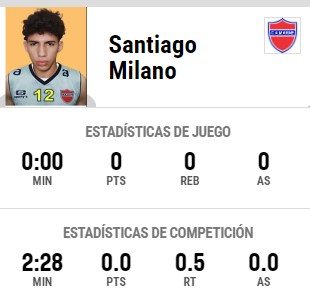 Santiago
Milano
12
ESTADÍSTICAS DE JUEGO
0:00 0 0 0
MIN PTS REB AS
ESTADÍSTICAS DE COMPETICIÓN
2:28 0.0 0.5 0.0
MIN PTS RT AS